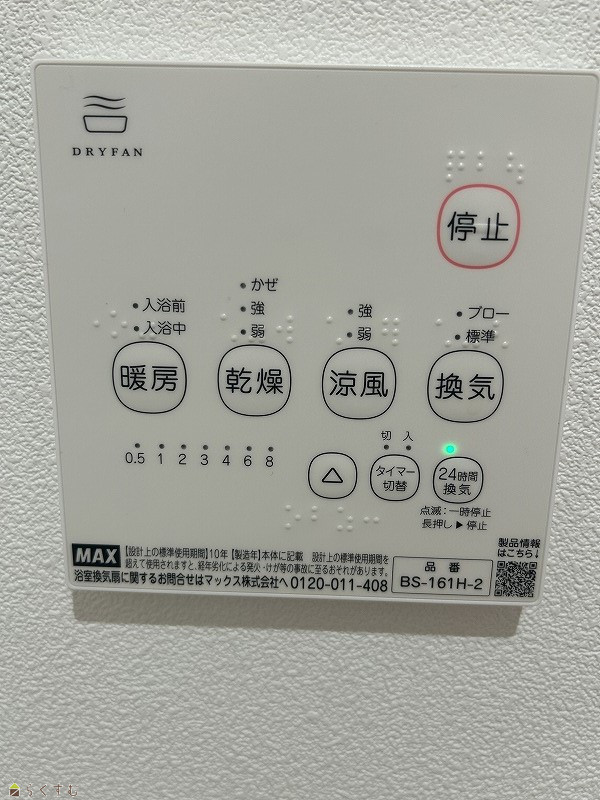 DRYFAN
停止
入浴前
入浴中
かぜ
強
弱
強
弱
ブロー
標準
暖房
乾燥
涼風
換気
0.5 1 2 3 4 6 8
△
切 入
タイマー
切替
24時間
換気
点滅：一時停止
長押し▶停止
製品情報
はこちら↓
MAX
【設計上の標準使用期間】10年【製造年】本体に記載 設計上の標準使用期間を
超えて使用されますと、経年劣化による発火・けが等の事故に至るおそれがあります。
浴室換気扇に関するお問合せはマックス株式会社へ 0120-011-408
品番
BS-161H-2
らくすむ